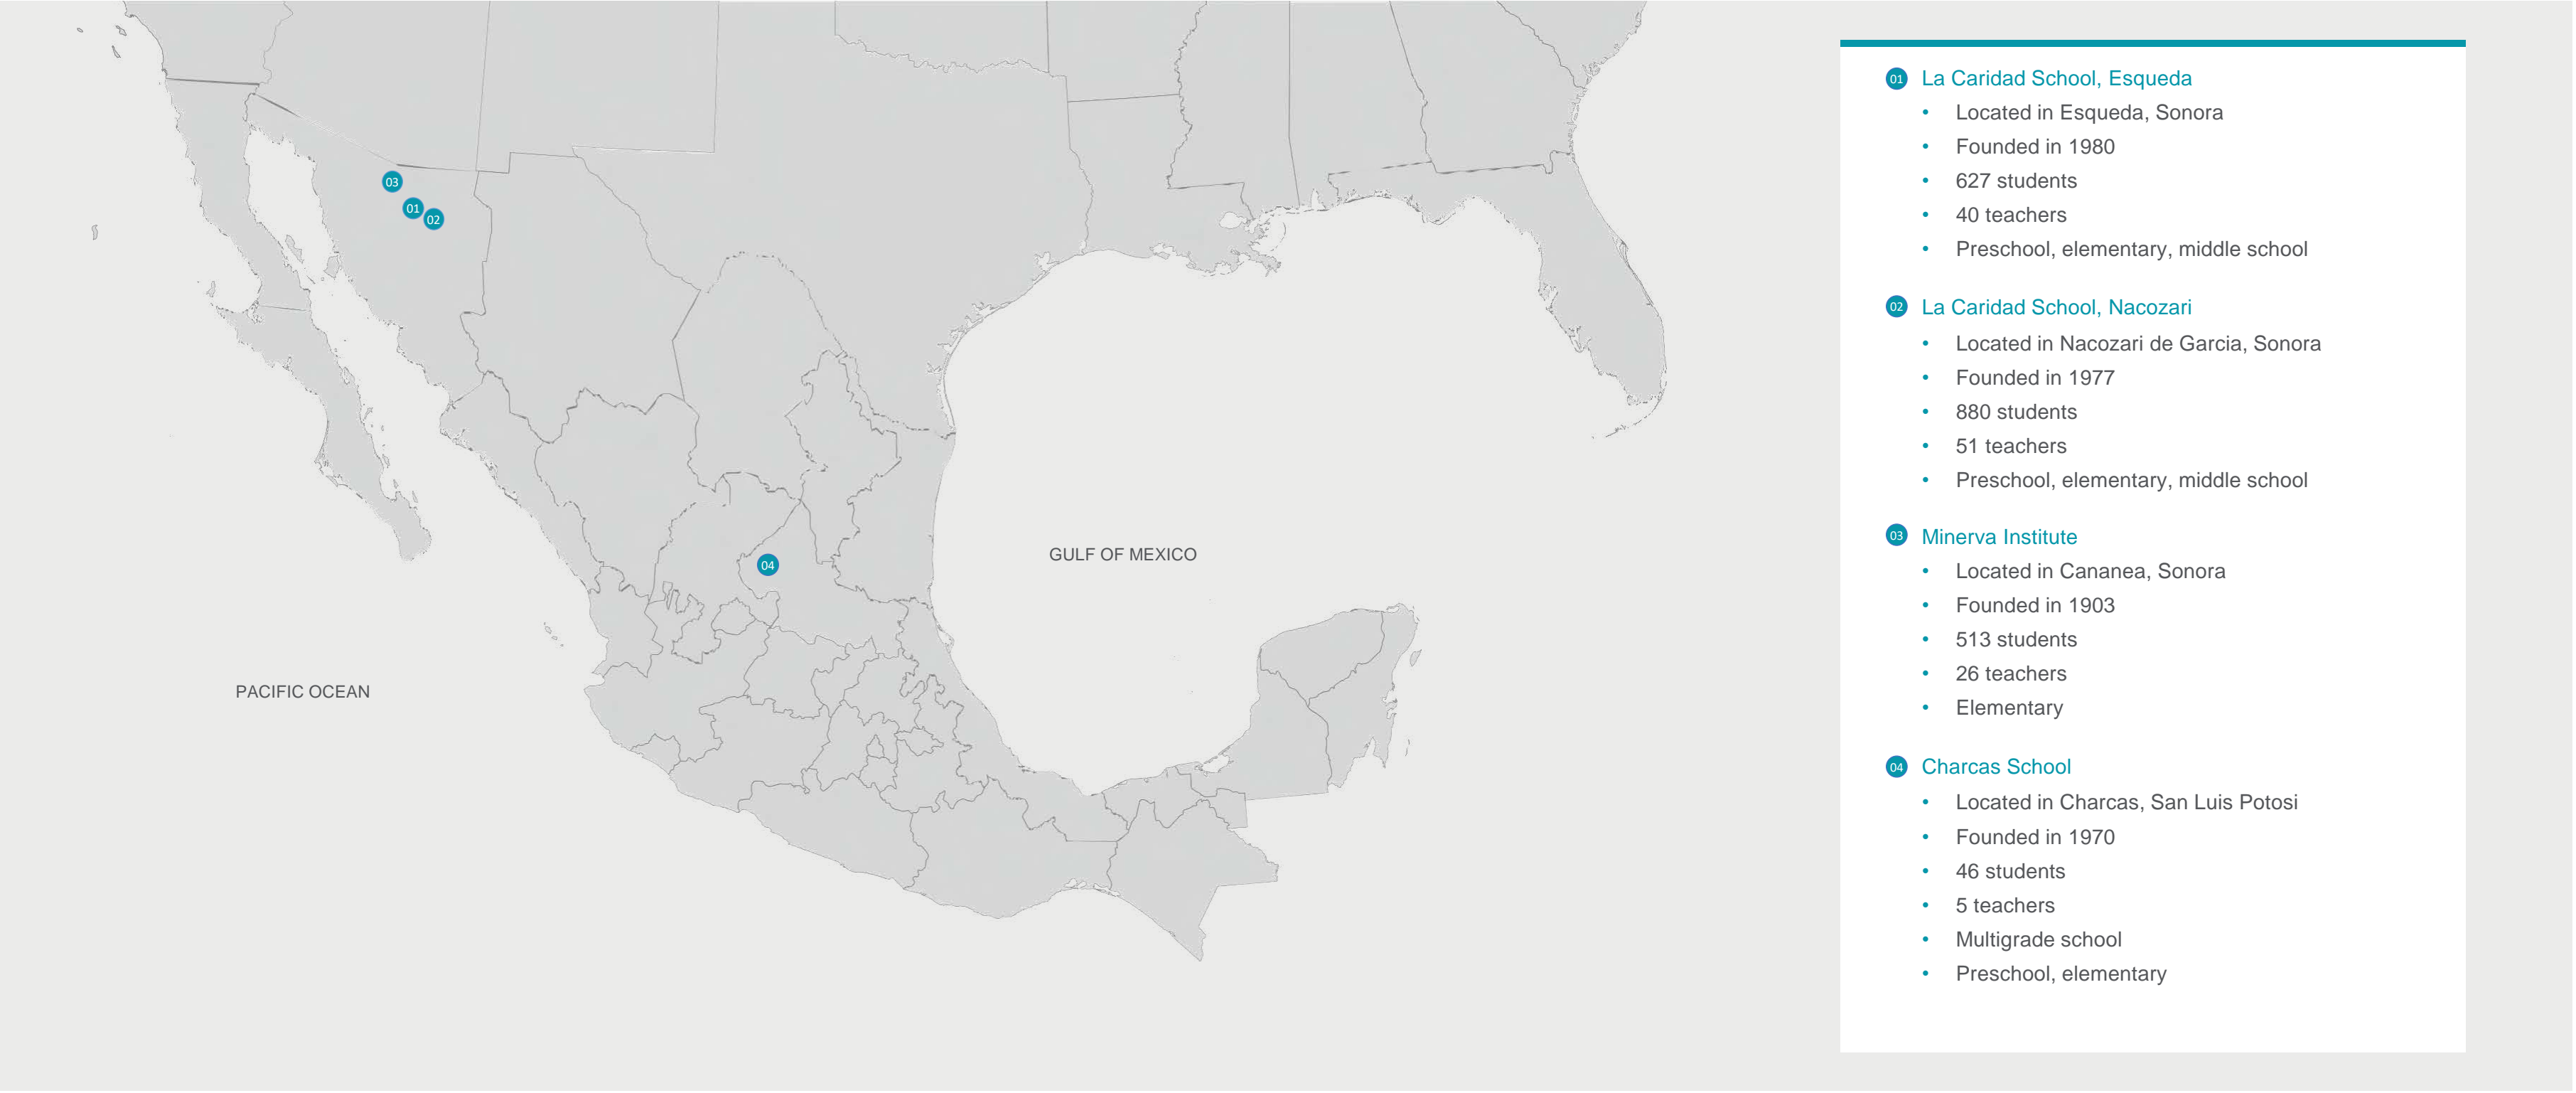 03
01
02
04
GULF OF MEXICO
PACIFIC OCEAN
01 La Caridad School, Esqueda
• Located in Esqueda, Sonora
• Founded in 1980
• 627 students
• 40 teachers
• Preschool, elementary, middle school
02 La Caridad School, Nacozari
• Located in Nacozari de Garcia, Sonora
• Founded in 1977
• 880 students
• 51 teachers
• Preschool, elementary, middle school
03 Minerva Institute
• Located in Cananea, Sonora
• Founded in 1903
• 513 students
• 26 teachers
• Elementary
04 Charcas School
• Located in Charcas, San Luis Potosi
• Founded in 1970
• 46 students
• 5 teachers
• Multigrade school
• Preschool, elementary